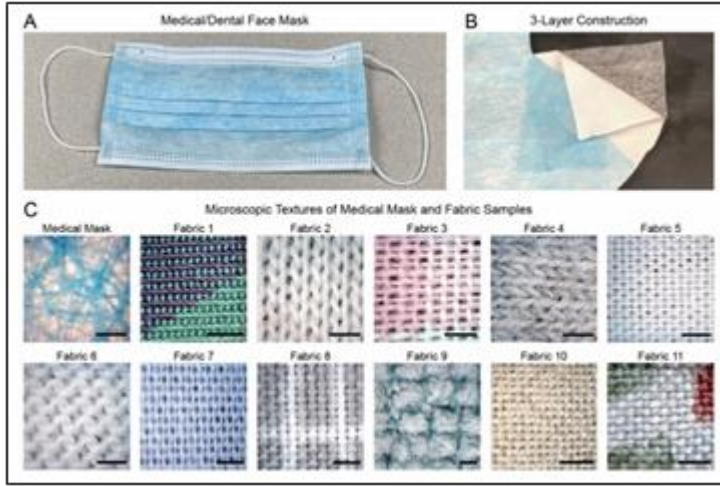 A
Medical/Dental Face Mask
B
3-Layer Construction
C
Microscopic Textures of Medical Mask and Fabric Samples
Medical Mask
Fabric 1
Fabric 2
Fabric 3
Fabric 4
Fabric 5
Fabric 6
Fabric 7
Fabric 8
Fabric 9
Fabric 10
Fabric 11